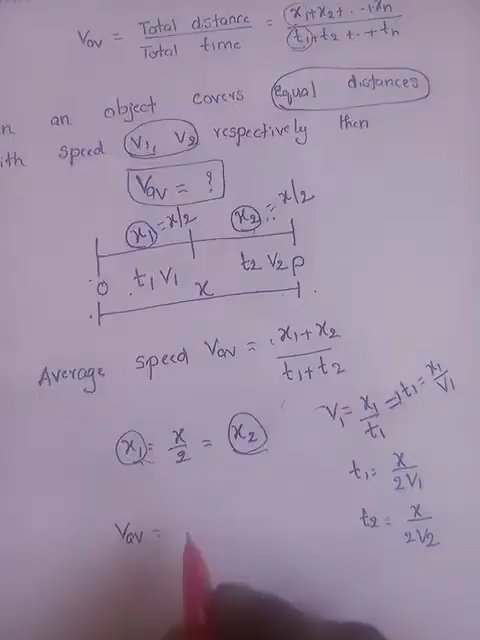 Vav = Total distance / Total time = x1+x2+..1xn / t1+t2+..+tn
an object covers equal distances
ith speed V1, V2 respectively then
Vav = ?
x1 = x/2 x2 = x/2
O t1 V1 t2 V2 P
x
Average speed Vav = x1+x2 / t1+t2
V1 = x1/t1 => t1 = x1/V1
x1 = x/2 = x2
t1 = x/2V1
t2 = x/2V2
Vav =